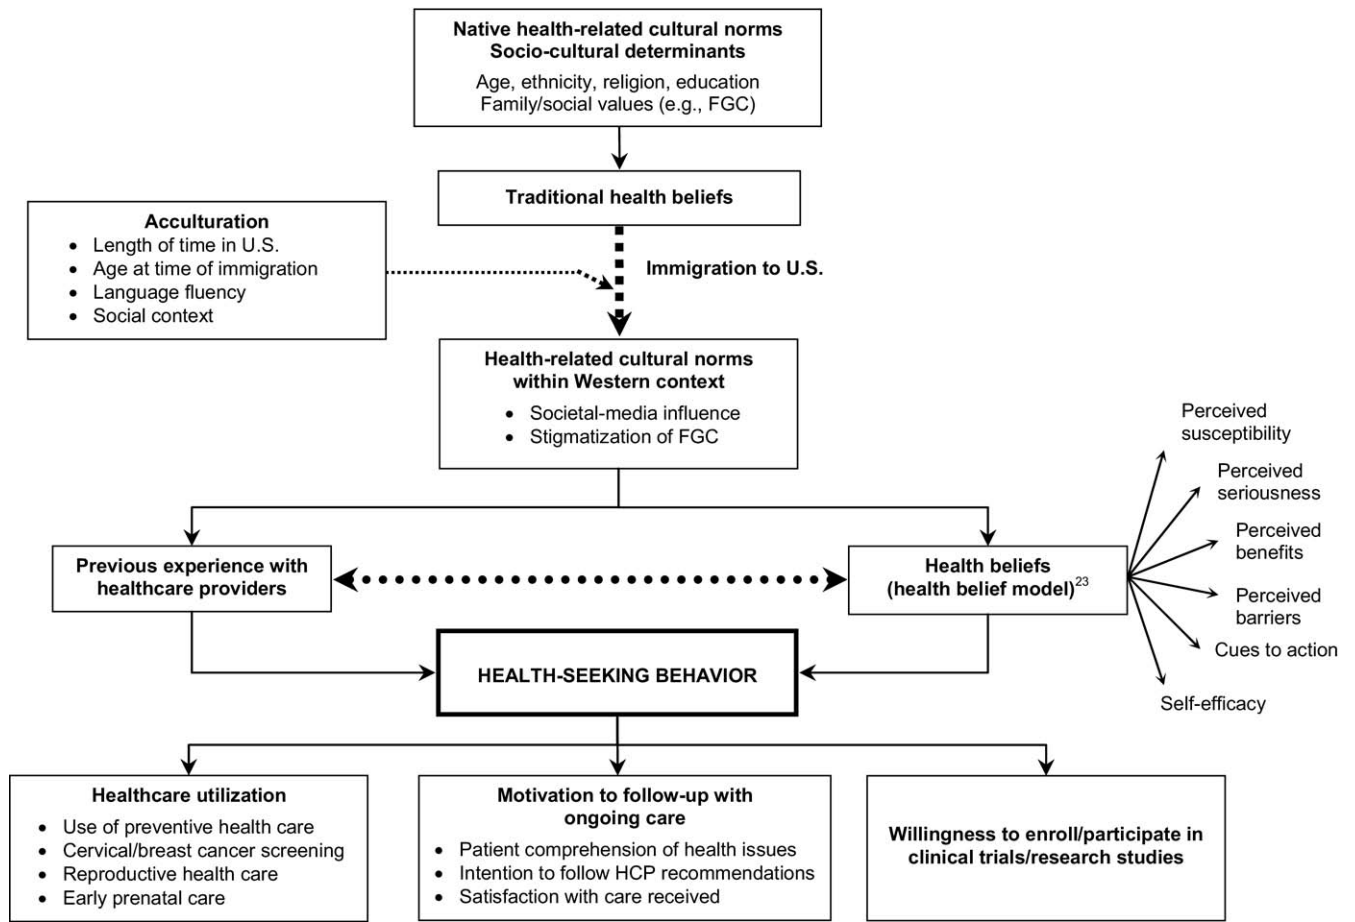 Native health-related cultural norms
Socio-cultural determinants
Age, ethnicity, religion, education
Family/social values (e.g., FGC)
Traditional health beliefs
Acculturation
• Length of time in U.S.
• Age at time of immigration
• Language fluency
• Social context
Immigration to U.S.
Health-related cultural norms
within Western context
• Societal-media influence
• Stigmatization of FGC
Perceived
susceptibility
Perceived
seriousness
Perceived
benefits
Perceived
barriers
Cues to action
Self-efficacy
Previous experience with
healthcare providers
Health beliefs
(health belief model)23
HEALTH-SEEKING BEHAVIOR
Healthcare utilization
• Use of preventive health care
• Cervical/breast cancer screening
• Reproductive health care
• Early prenatal care
Motivation to follow-up with
ongoing care
• Patient comprehension of health issues
• Intention to follow HCP recommendations
• Satisfaction with care received
Willingness to enroll/participate in
clinical trials/research studies